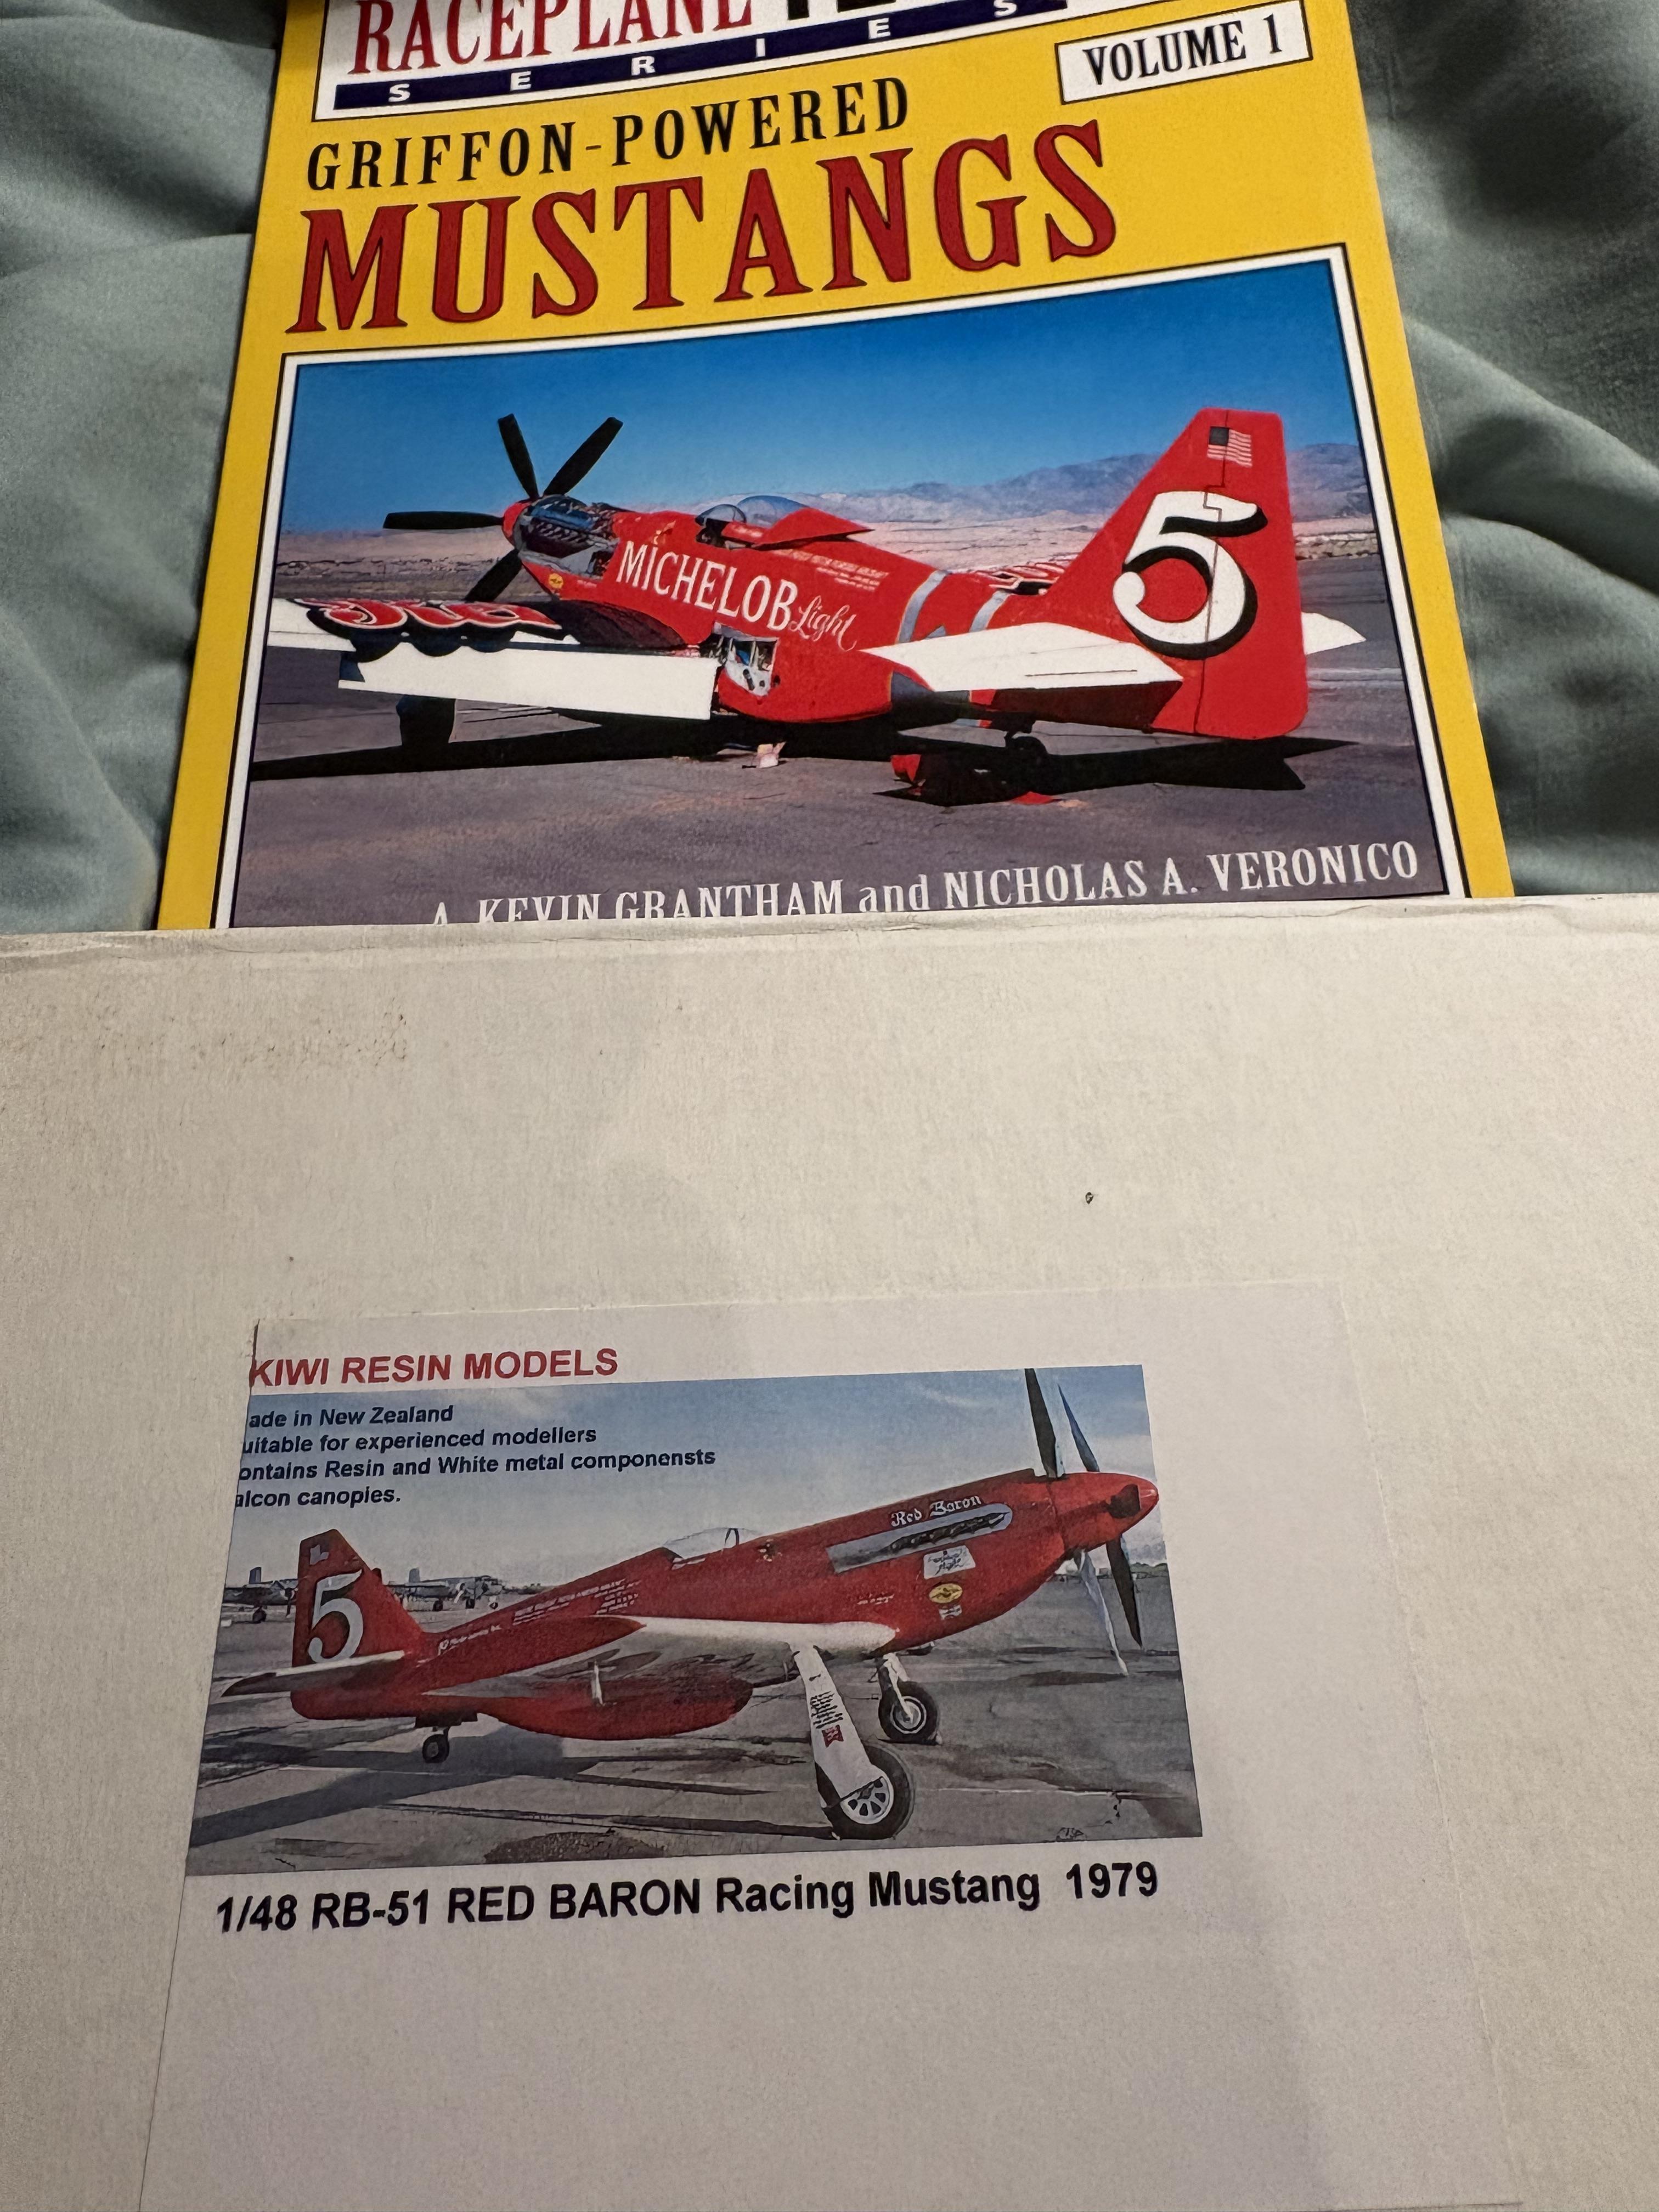 RACEPLANE
SERIES
VOLUME 1
GRIFFON-POWERED
MUSTANGS
5
MICHELOB Light
A. KEVIN GRANTHAM and NICHOLAS A. VERONICO
KIWI RESIN MODELS
ade in New Zealand
uitable for experienced modellers
ontains Resin and White metal componensts
alcon canopies.
Red Baron
5
1/48 RB-51 RED BARON Racing Mustang 1979